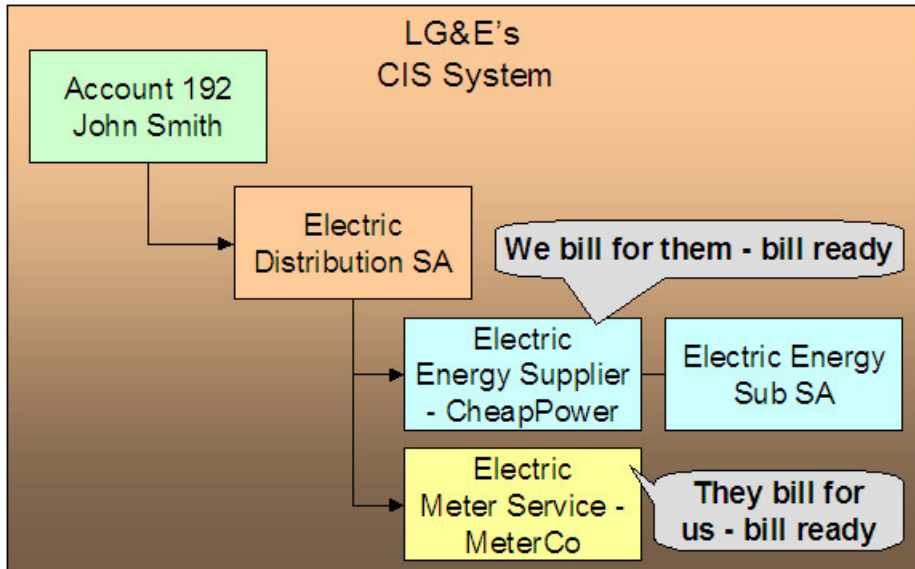 LG&E's
CIS System
Account 192
John Smith
Electric
Distribution SA
We bill for them - bill ready
Electric
Energy Supplier
- CheapPower
Electric Energy
Sub SA
Electric
Meter Service -
MeterCo
They bill for
us - bill ready